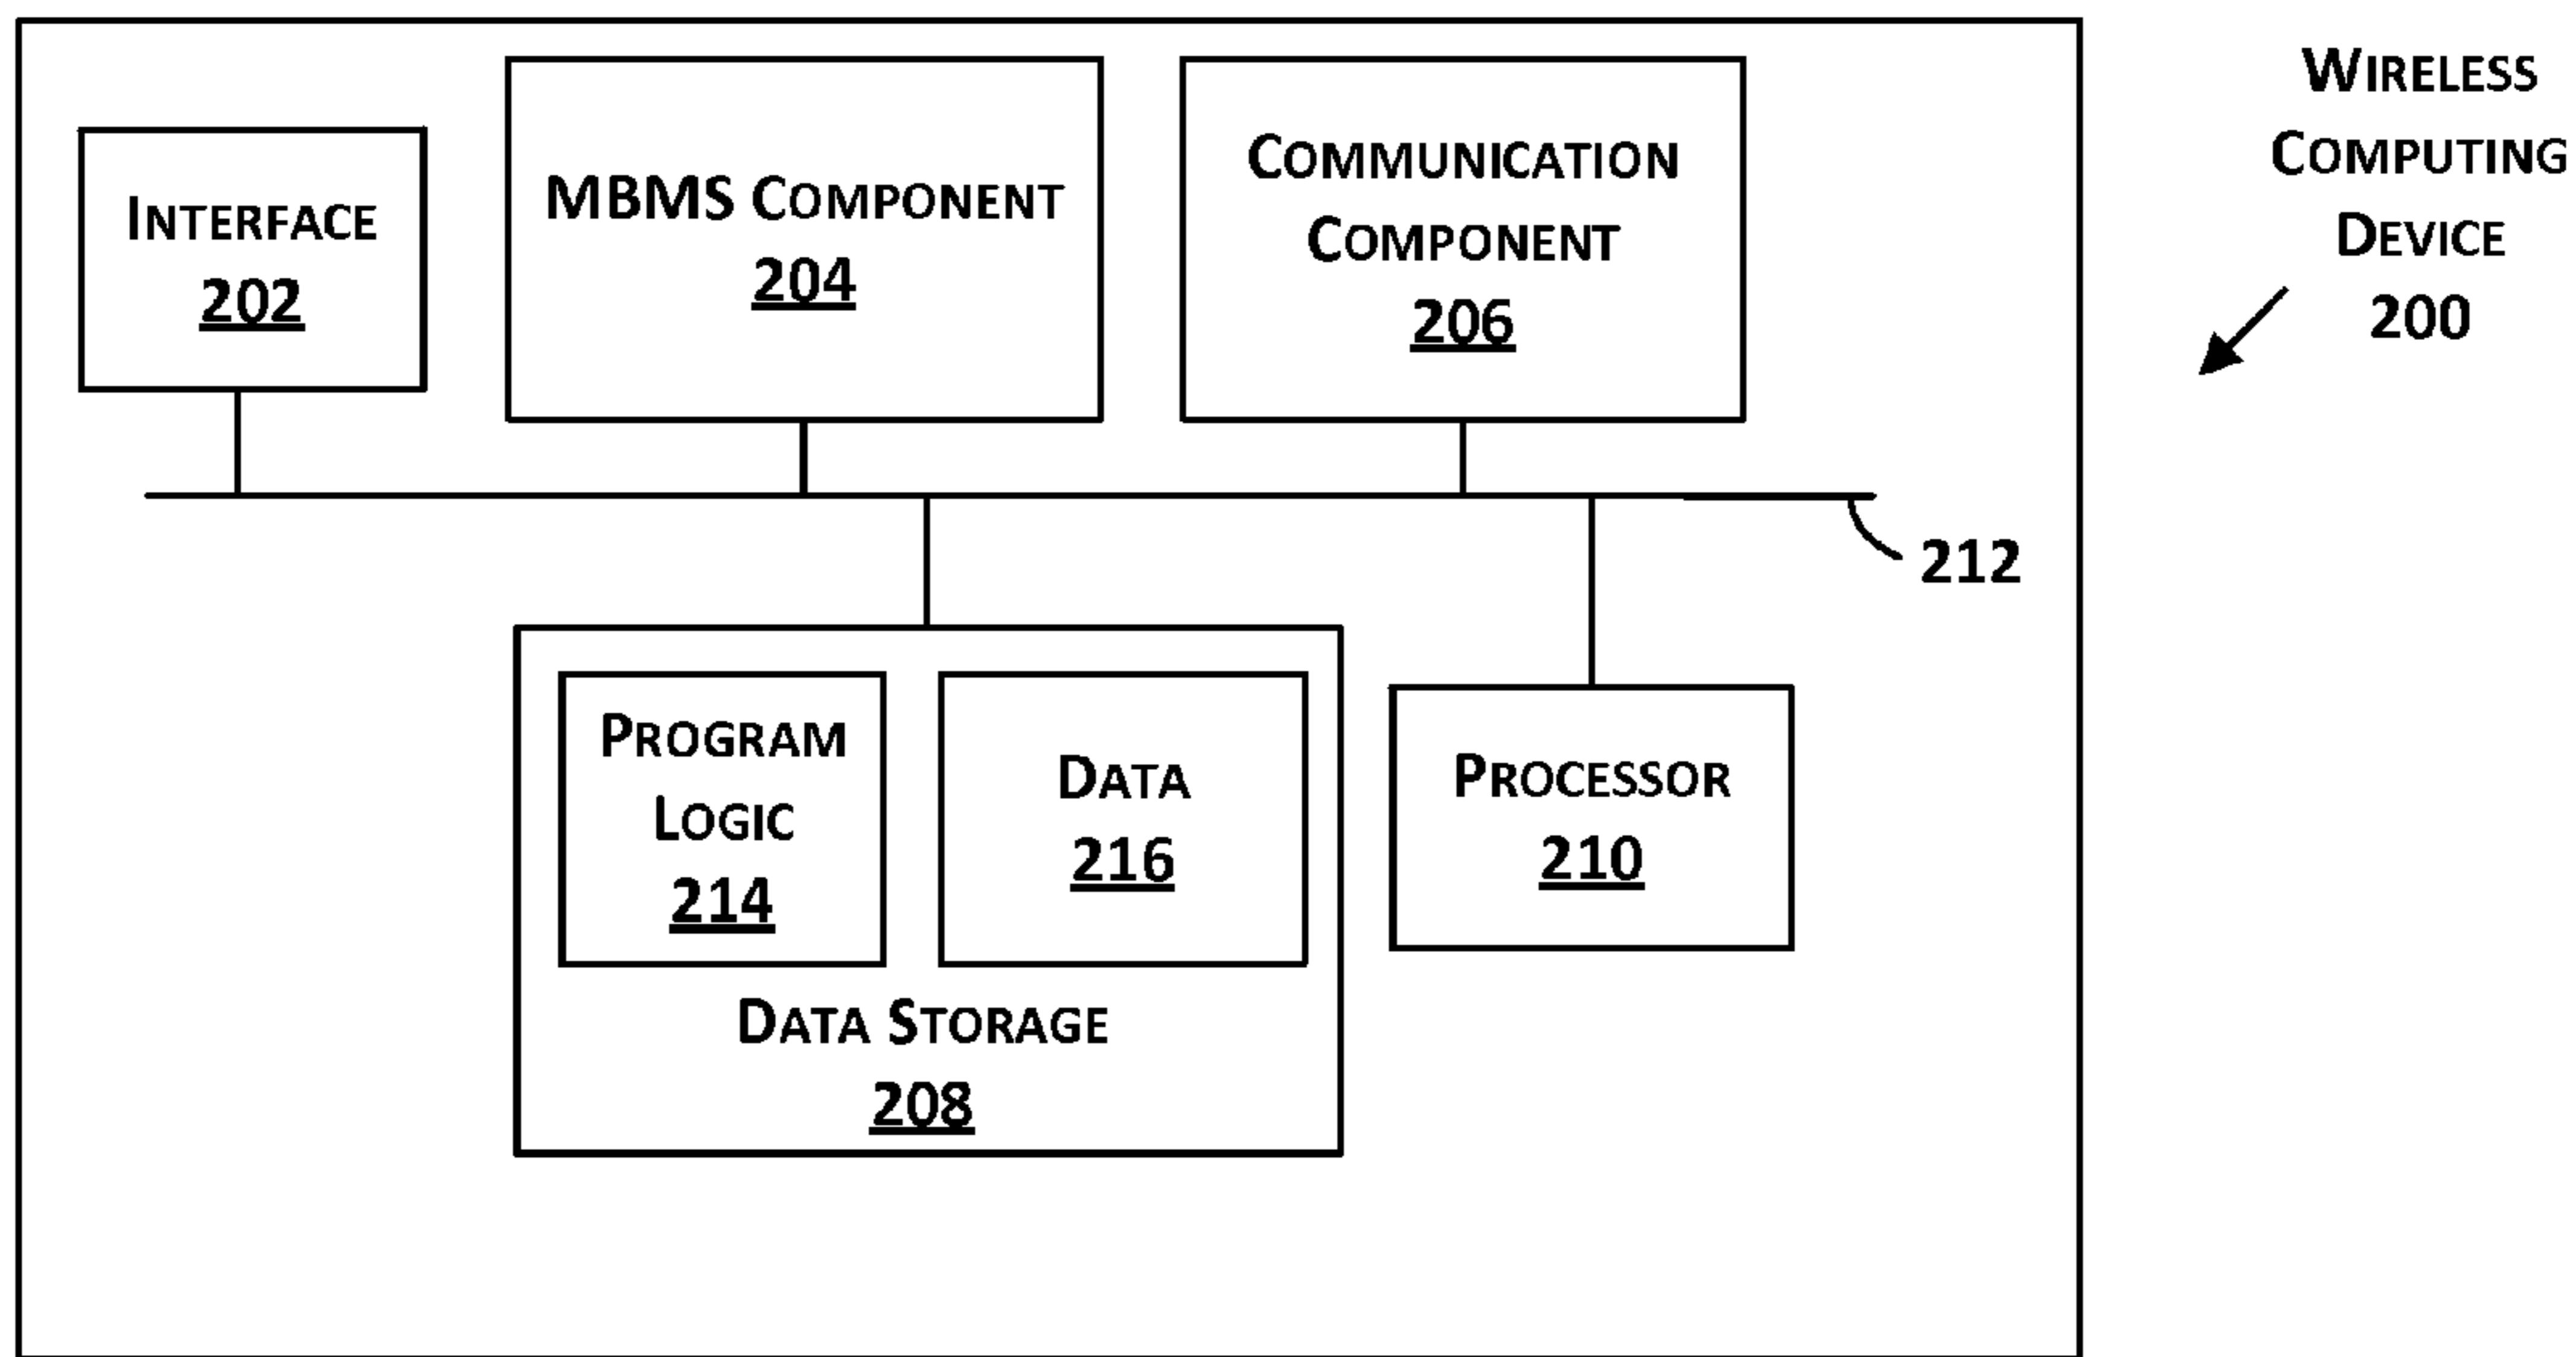 WIRELESS
COMPUTING
DEVICE
200
INTERFACE
202
MBMS COMPONENT
204
COMMUNICATION
COMPONENT
206
212
PROGRAM
LOGIC
214
DATA
216
DATA STORAGE
208
PROCESSOR
210